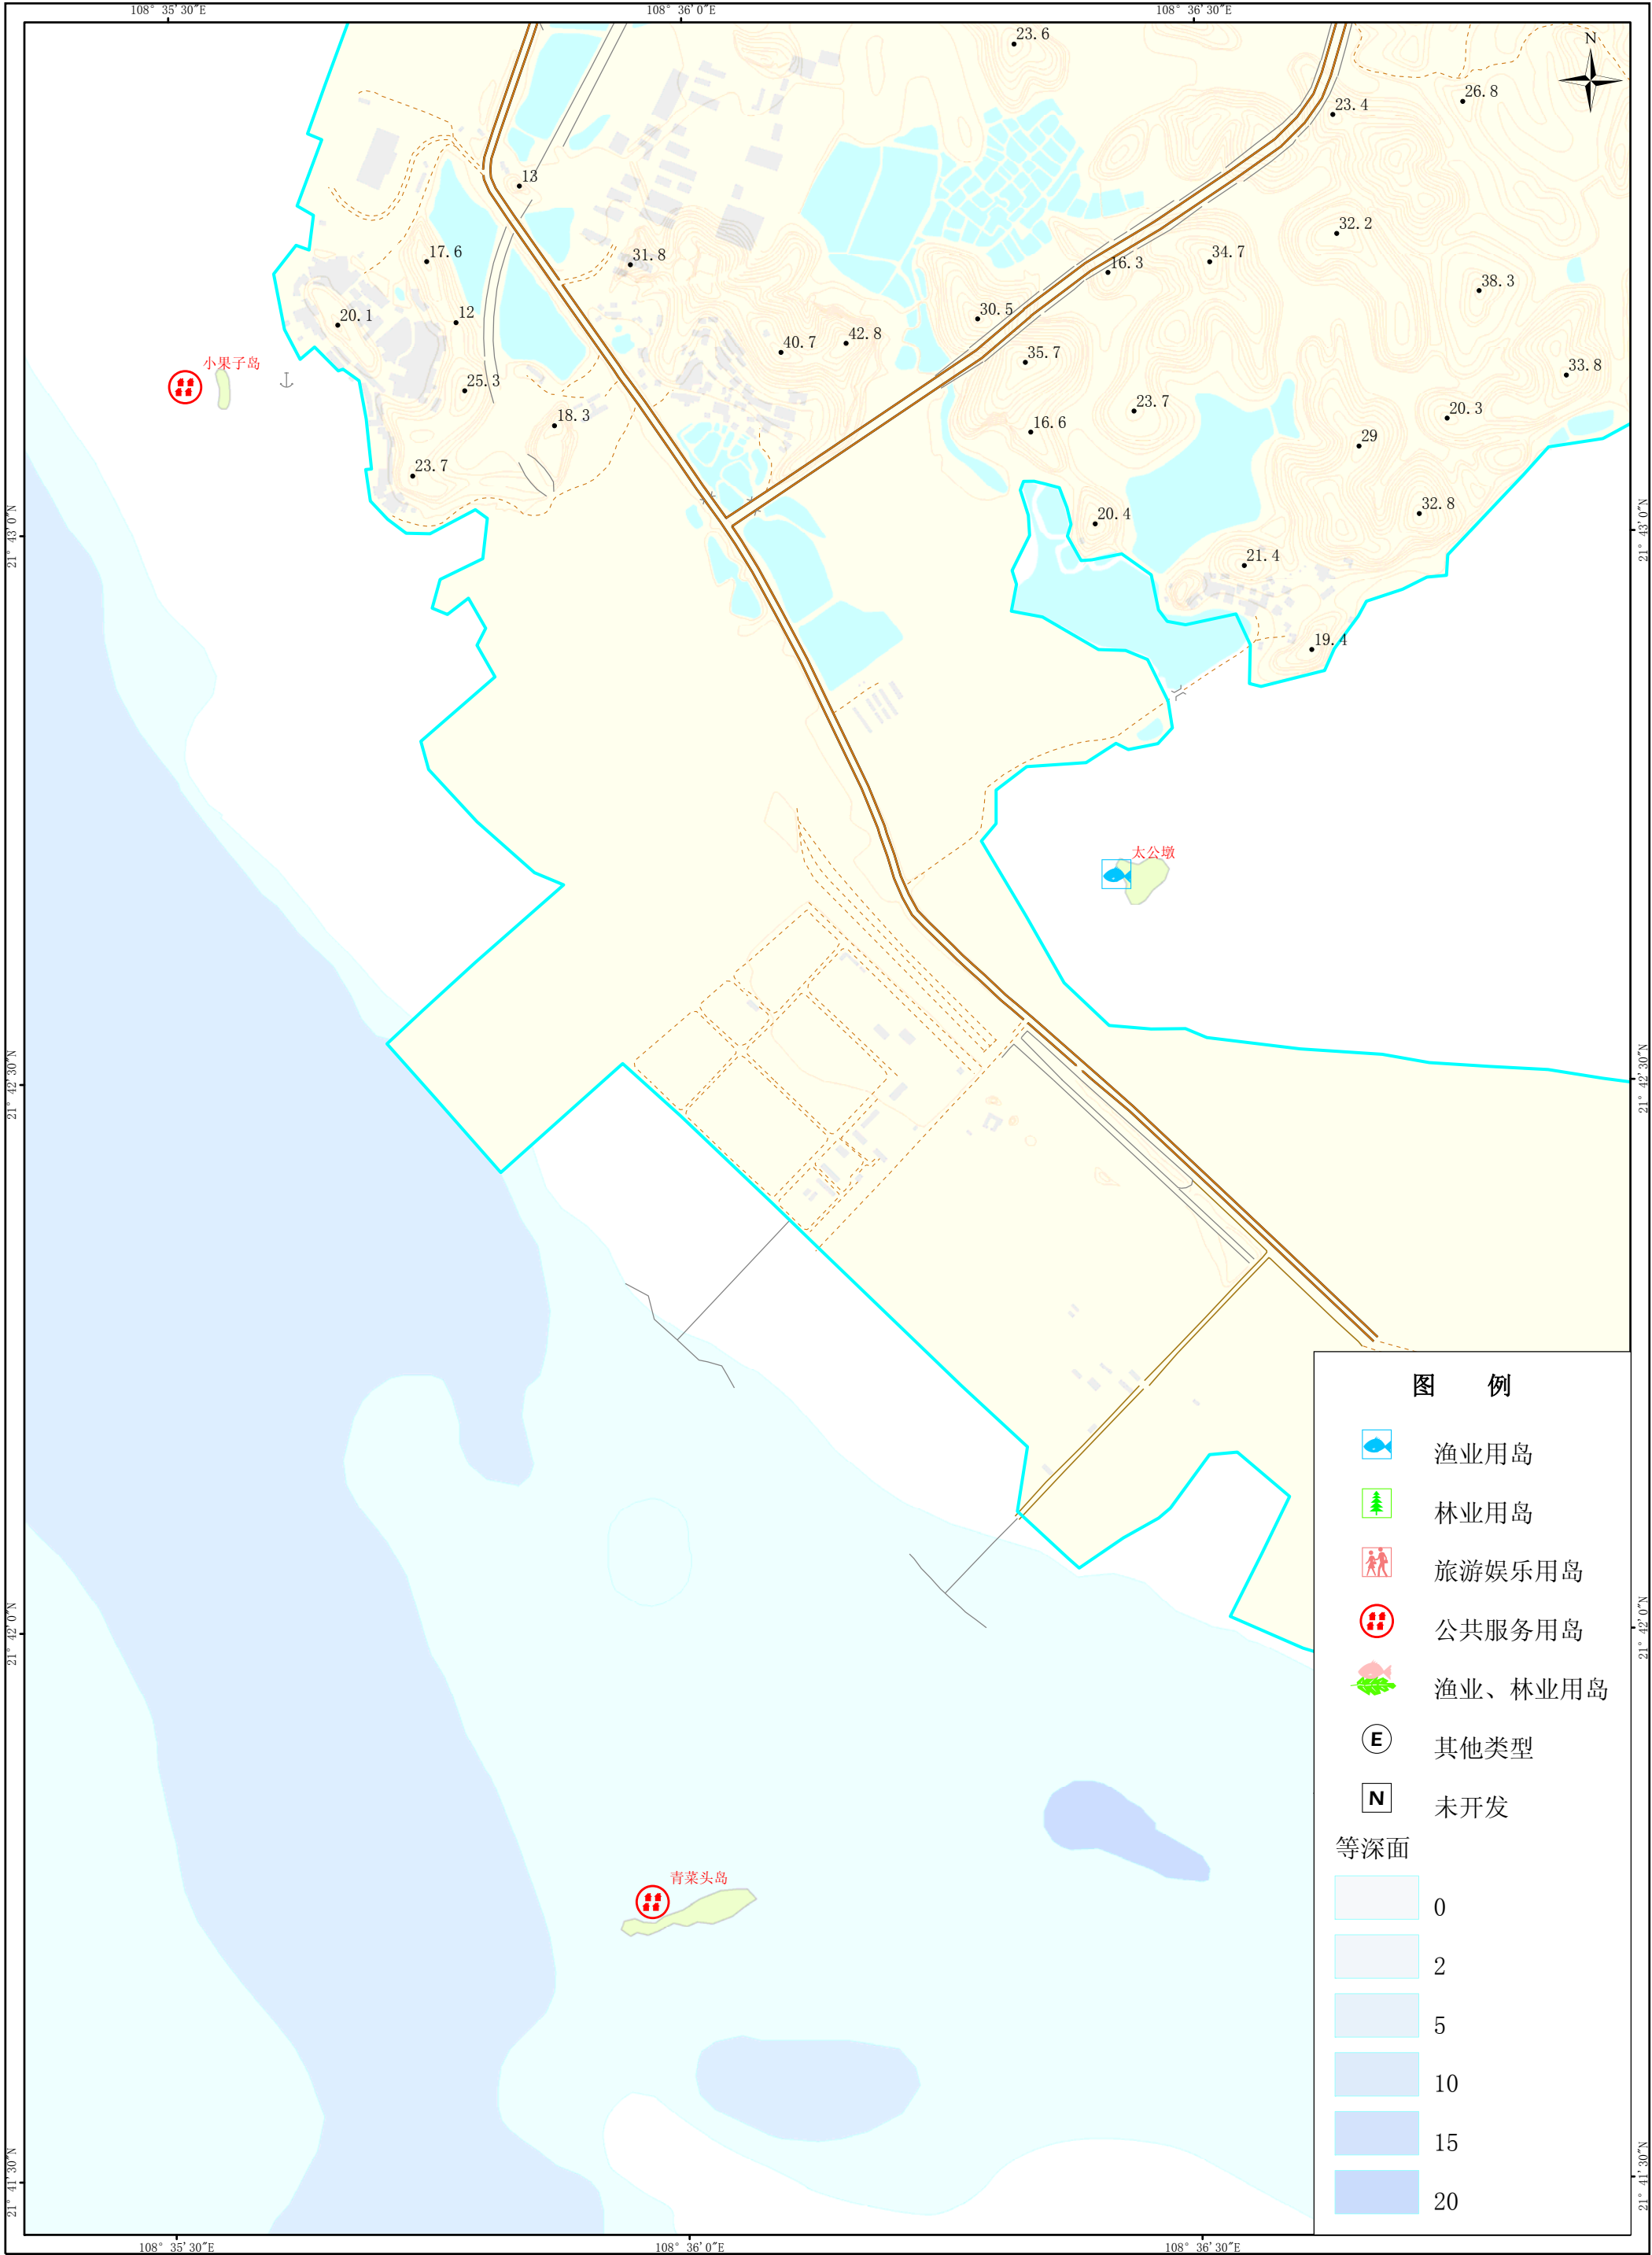 108° 35′30″E
108° 36′0″E
108° 36′30″E
N
23.6
26.8
23.4
13
32.2
17.6
31.8
34.7
16.3
38.3
20.1
12
30.5
42.8
40.7
35.7
小果子岛
33.8
25.3
23.7
20.3
18.3
16.6
29
23.7
32.8
20.4
21° 43′0″N
21° 43′0″N
21.4
19.4
太公墩
21° 42′30″N
21° 42′30″N
图 例
渔业用岛
林业用岛
旅游娱乐用岛
公共服务用岛
渔业、林业用岛
E 其他类型
N 未开发
21° 42′0″N
21° 42′0″N
等深面
0
2
5
10
15
20
青菜头岛
21° 41′30″N
21° 41′30″N
108° 35′30″E
108° 36′0″E
108° 36′30″E